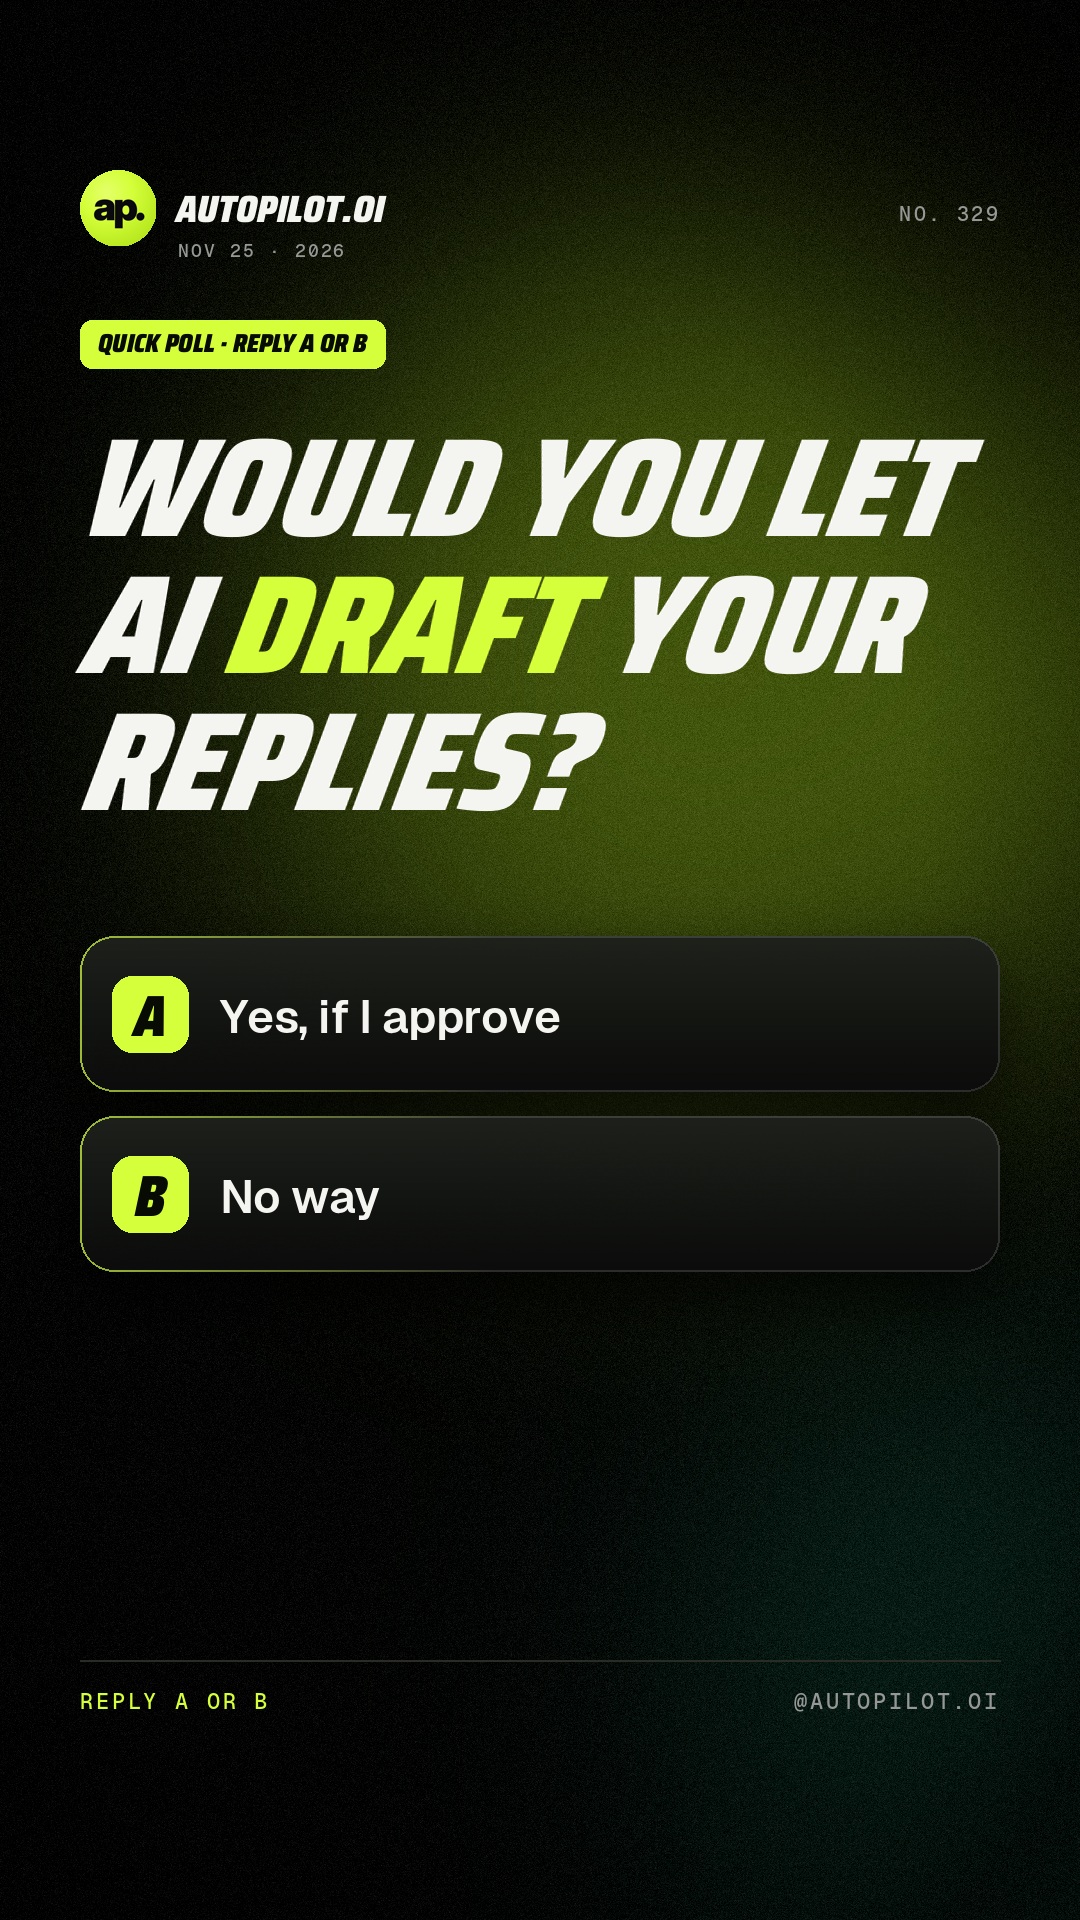 ap.
AUTOPILOT.OI
NOV 25 · 2026
NO. 329
QUICK POLL · REPLY A OR B
WOULD YOU LET
AI DRAFT YOUR
REPLIES?
A
Yes, if I approve
B
No way
REPLY A OR B
@AUTOPILOT.OI